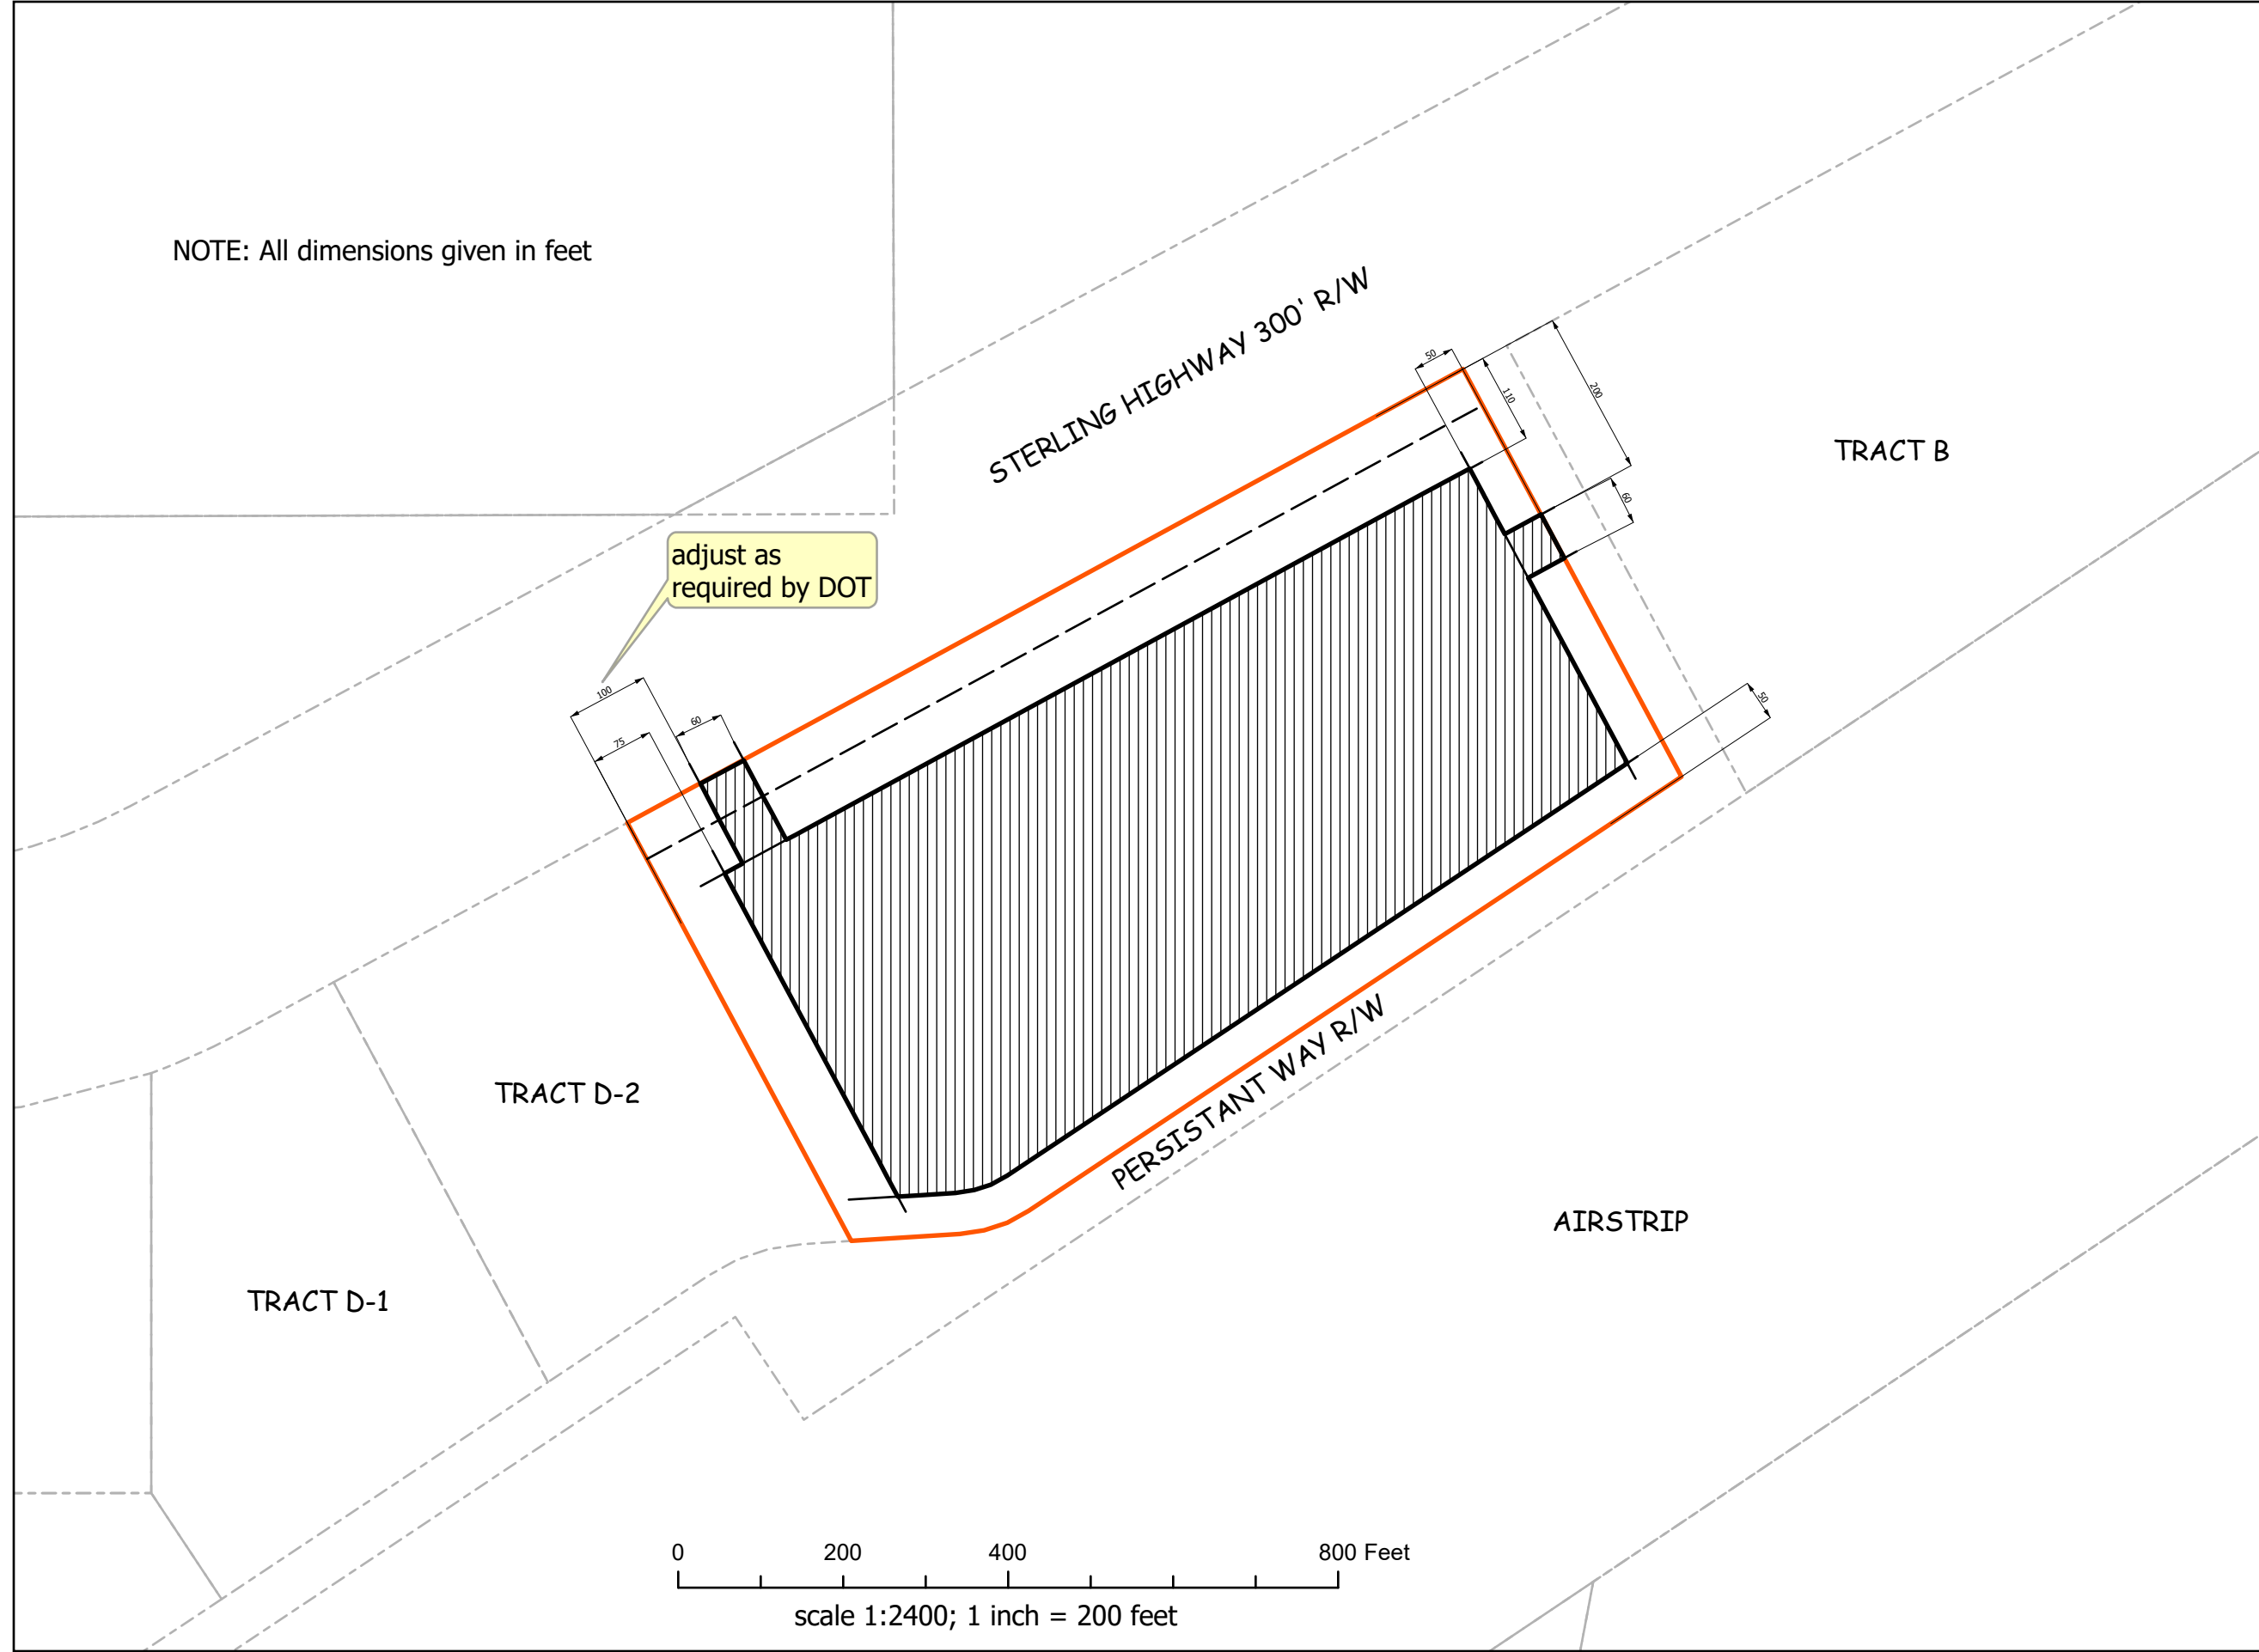 NOTE: All dimensions given in feet
STERLING HIGHWAY 300' R/W
50
110
200
60
TRACT B
adjust as
required by DOT
100
75
60
50
TRACT D-2
PERSISTANT WAY R/W
AIRSTRIP
TRACT D-1
0 200 400 800 Feet
scale 1:2400; 1 inch = 200 feet